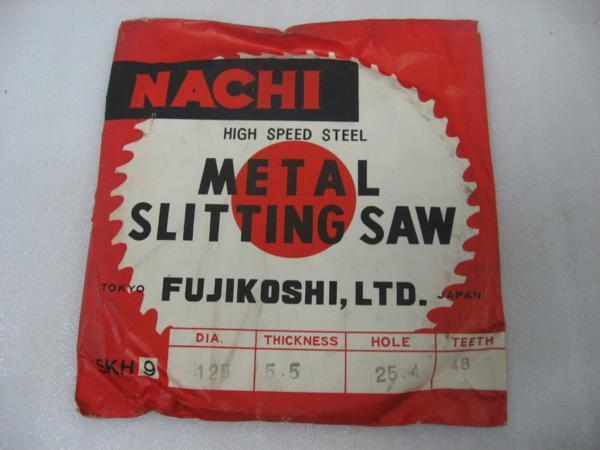 NACHI
HIGH SPEED STEEL
METAL
SLITTING SAW
TOKYO FUJIKOSHI, LTD. JAPAN
DIA. THICKNESS HOLE TEETH
SKH 9 125 5.5 25.4 48